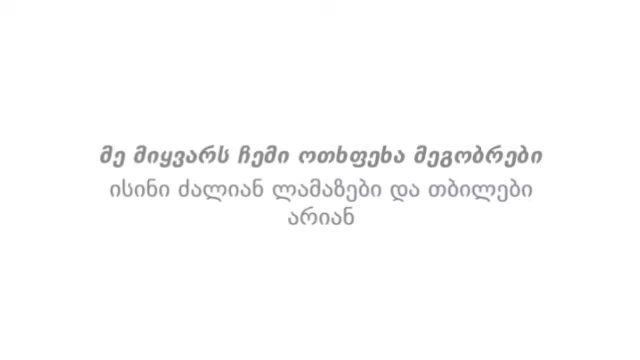 მე მიყვარს ჩემი ოთხფეხა მეგობრები
ისინი ძალიან ლამაზები და თბილები
არიან